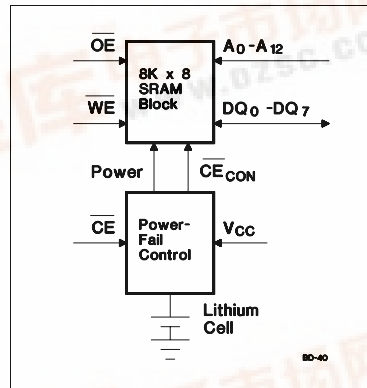 OE
A0-A12
8K x 8
SRAM
Block
WE
DQ0 -DQ7
Power
CECON
CE
Power-
Fail
Control
VCC
Lithium
Cell
BD-40